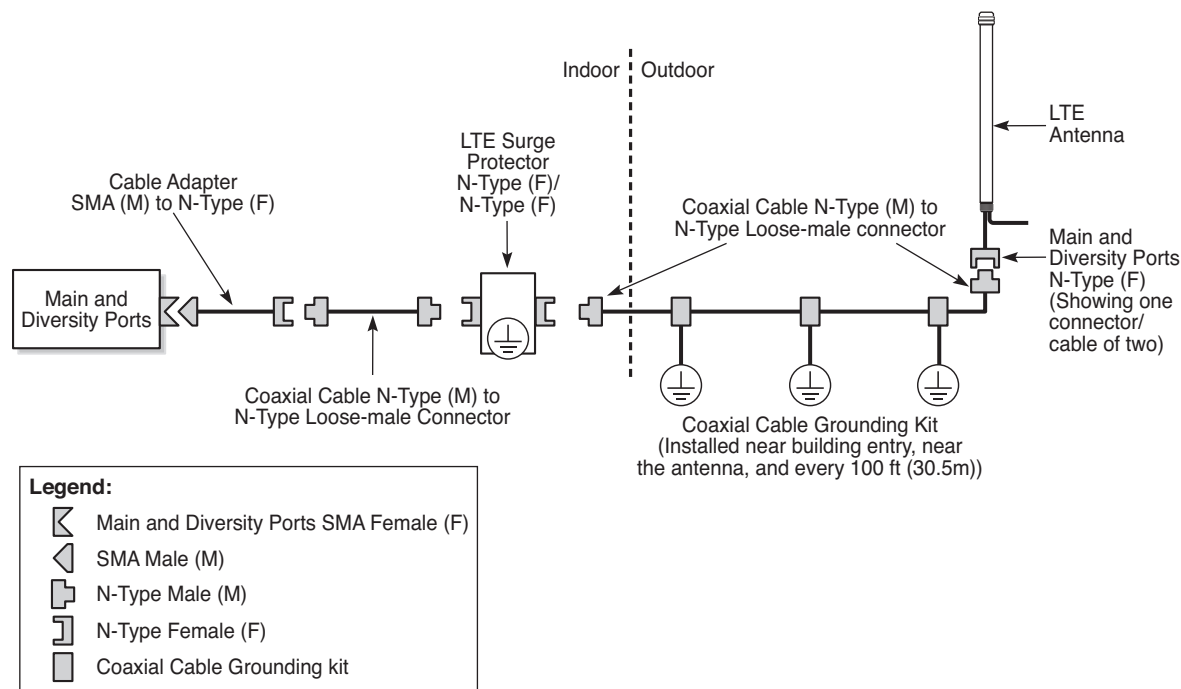 Indoor
Outdoor
LTE
Antenna
LTE Surge
Protector
N-Type (F)/
N-Type (F)
Cable Adapter
SMA (M) to N-Type (F)
Coaxial Cable N-Type (M) to
N-Type Loose-male connector
Main and
Diversity Ports
N-Type (F)
(Showing one
connector/
cable of two)
Main and
Diversity Ports
Coaxial Cable N-Type (M) to
N-Type Loose-male Connector
Coaxial Cable Grounding Kit
(Installed near building entry, near
the antenna, and every 100 ft (30.5m))
Legend:
Main and Diversity Ports SMA Female (F)
SMA Male (M)
N-Type Male (M)
N-Type Female (F)
Coaxial Cable Grounding kit